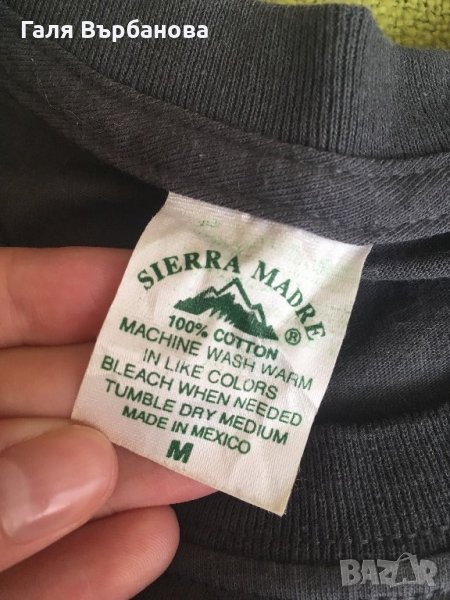 Галя Върбанова
SIERRA MADRE
®
100% COTTON
MACHINE WASH WARM
IN LIKE COLORS
BLEACH WHEN NEEDED
TUMBLE DRY MEDIUM
MADE IN MEXICO
M
BAZAR